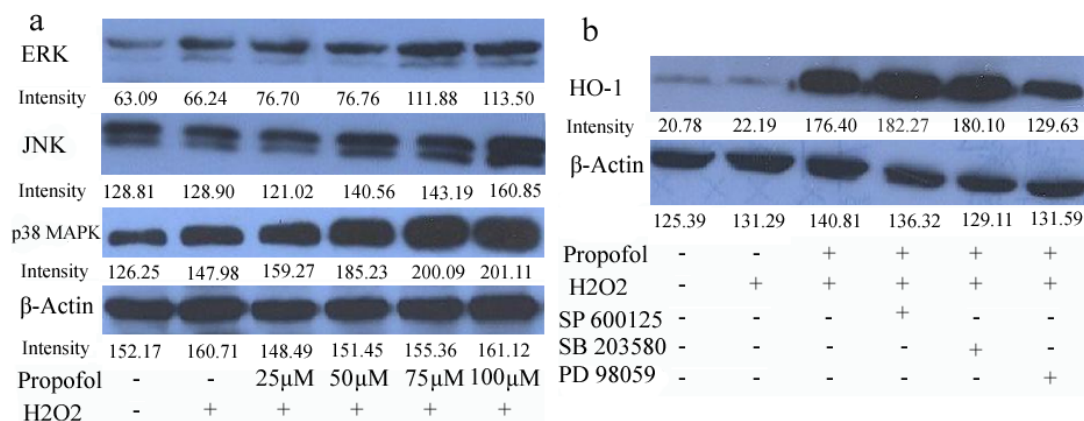 a
ERK
Intensity 63.09 66.24 76.70 76.76 111.88 113.50
JNK
Intensity 128.81 128.90 121.02 140.56 143.19 160.85
p38 MAPK
Intensity 126.25 147.98 159.27 185.23 200.09 201.11
β-Actin
Intensity 152.17 160.71 148.49 151.45 155.36 161.12
Propofol - - 25μM 50μM 75μM 100μM
H2O2 - + + + + +
b
HO-1
Intensity 20.78 22.19 176.40 182.27 180.10 129.63
β-Actin
125.39 131.29 140.81 136.32 129.11 131.59
Propofol - - + + + +
H2O2 - + + + + +
SP 600125 - - - + - -
SB 203580 - - - - + -
PD 98059 - - - - - +